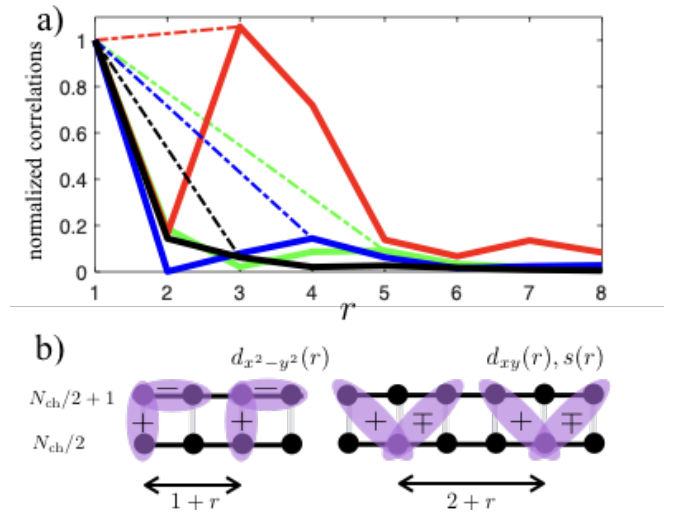 a)
normalized correlations
1
0.8
0.6
0.4
0.2
0
1 2 3 4 5 6 7 8
r
b)
d_{x^2-y^2}(r)
d_{xy}(r), s(r)
N_{ch}/2 + 1
N_{ch}/2
− −
+ +
+ ∓ + ∓
1 + r
2 + r